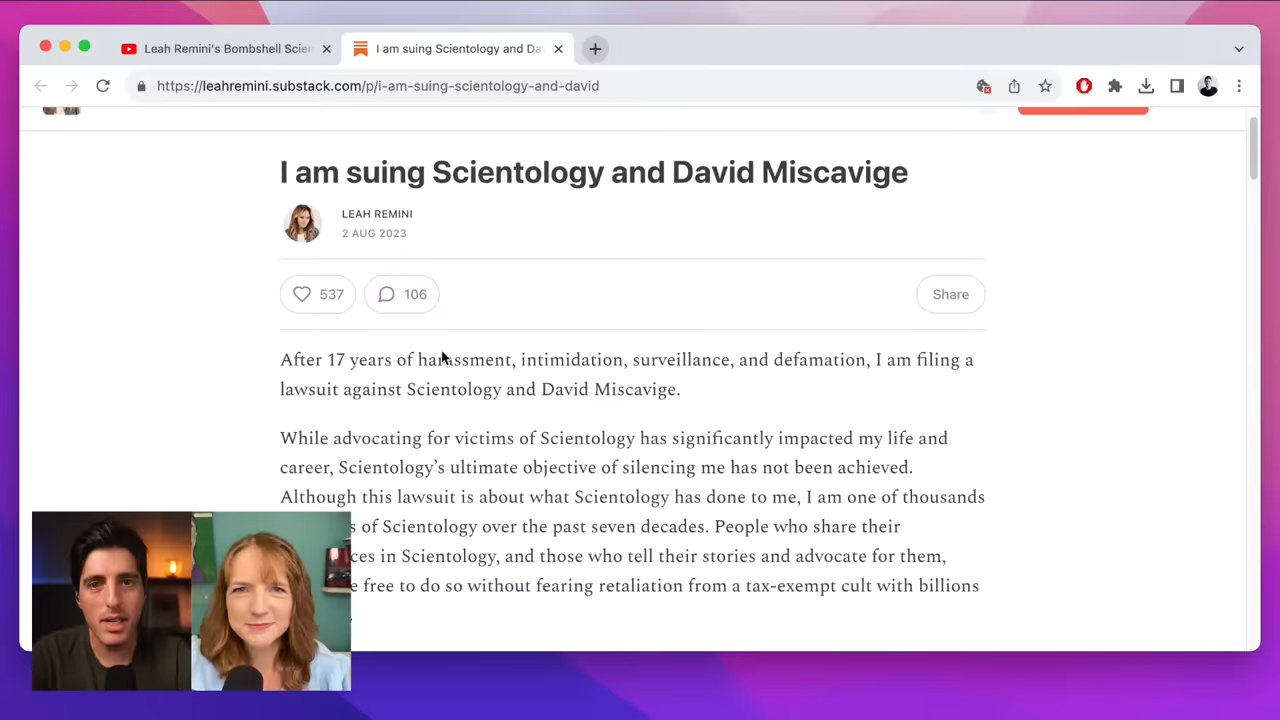 Leah Remini's Bombshell Scien
I am suing Scientology and Da
https://leahremini.substack.com/p/i-am-suing-scientology-and-david
I am suing Scientology and David Miscavige
LEAH REMINI
2 AUG 2023
537
106
Share
After 17 years of harassment, intimidation, surveillance, and defamation, I am filing a
lawsuit against Scientology and David Miscavige.
While advocating for victims of Scientology has significantly impacted my life and
career, Scientology’s ultimate objective of silencing me has not been achieved.
Although this lawsuit is about what Scientology has done to me, I am one of thousands
s of Scientology over the past seven decades. People who share their
ces in Scientology, and those who tell their stories and advocate for them,
e free to do so without fearing retaliation from a tax-exempt cult with billions